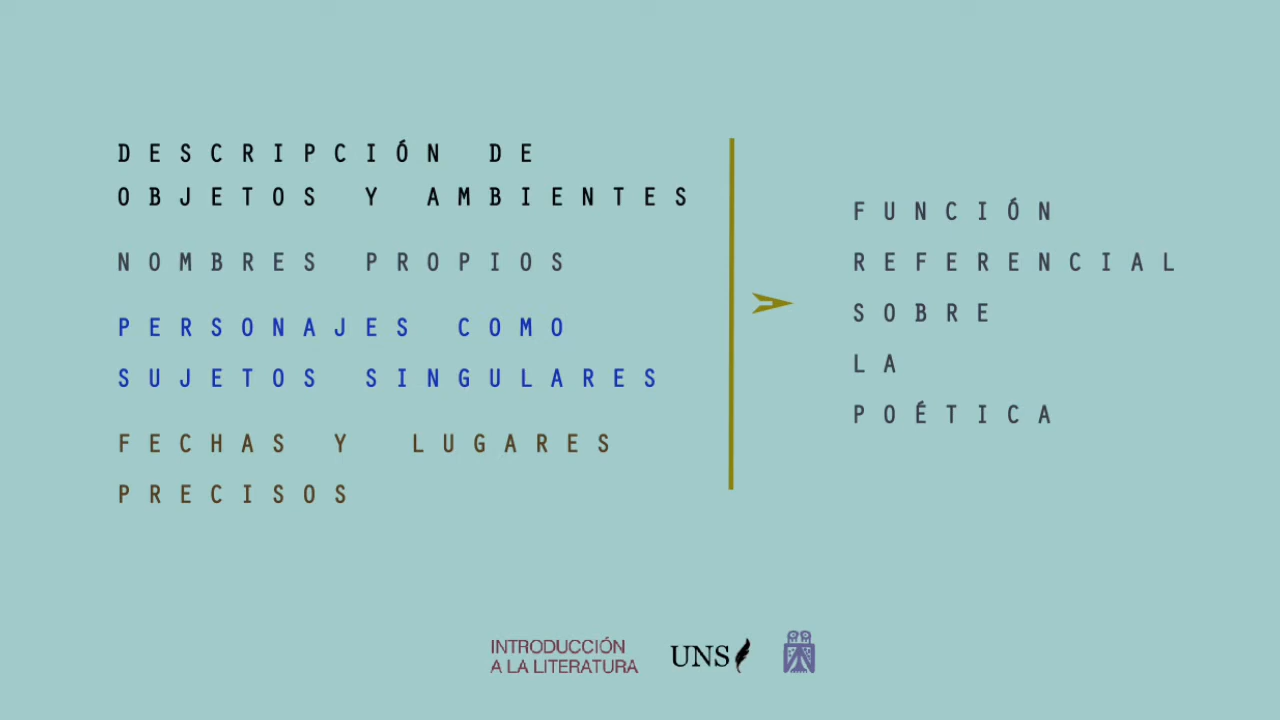 DESCRIPCIÓN DE
OBJETOS Y AMBIENTES
NOMBRES PROPIOS
PERSONAJES COMO
SUJETOS SINGULARES
FECHAS Y LUGARES
PRECISOS
FUNCIÓN
REFERENCIAL
SOBRE
LA
POÉTICA
INTRODUCCIÓN
A LA LITERATURA
UNS